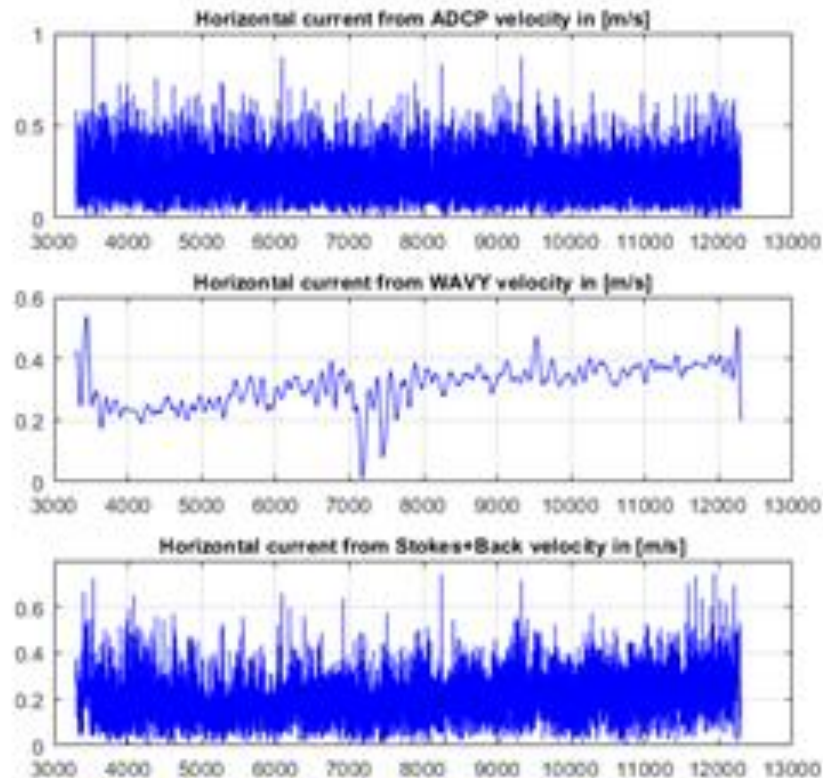 Horizontal current from ADCP velocity in [m/s]
1
0.5
0
3000 4000 5000 6000 7000 8000 9000 10000 11000 12000 13000
Horizontal current from WAVY velocity in [m/s]
0.6
0.4
0.2
0
3000 4000 5000 6000 7000 8000 9000 10000 11000 12000 13000
Horizontal current from Stokes+Back velocity in [m/s]
0.6
0.4
0.2
0
3000 4000 5000 6000 7000 8000 9000 10000 11000 12000 13000